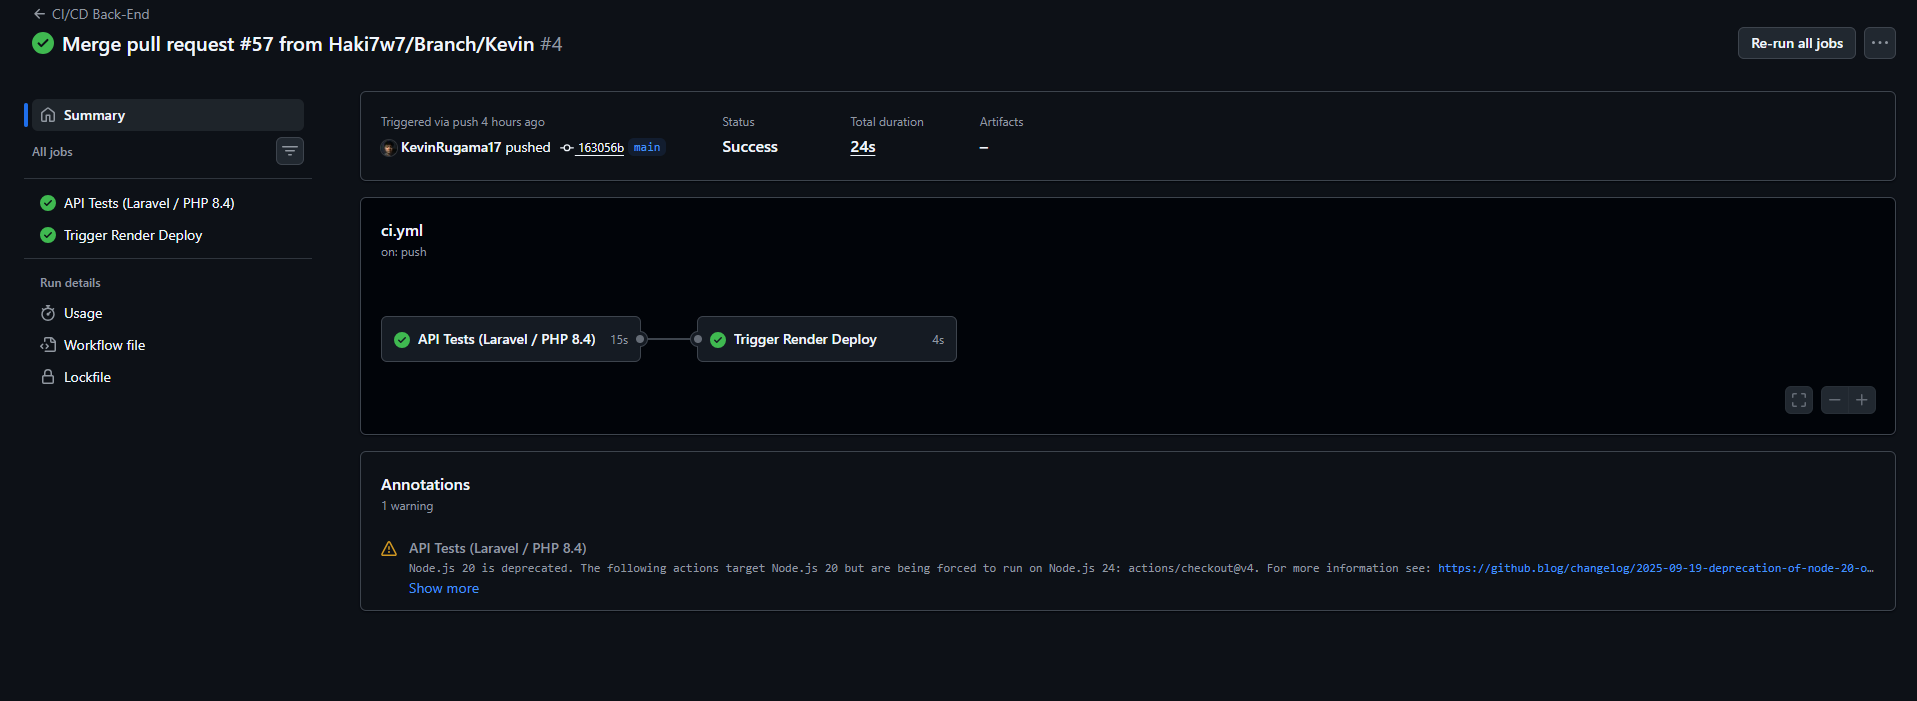 ← CI/CD Back-End
Merge pull request #57 from Haki7w7/Branch/Kevin #4
Re-run all jobs
Summary
All jobs
API Tests (Laravel / PHP 8.4)
Trigger Render Deploy
Run details
Usage
Workflow file
Lockfile
Triggered via push 4 hours ago
KevinRugama17 pushed 163056b main
Status
Success
Total duration
24s
Artifacts
–
ci.yml
on: push
API Tests (Laravel / PHP 8.4) 15s
Trigger Render Deploy 4s
Annotations
1 warning
API Tests (Laravel / PHP 8.4)
Node.js 20 is deprecated. The following actions target Node.js 20 but are being forced to run on Node.js 24: actions/checkout@v4. For more information see: https://github.blog/changelog/2025-09-19-deprecation-of-node-20-o…
Show more